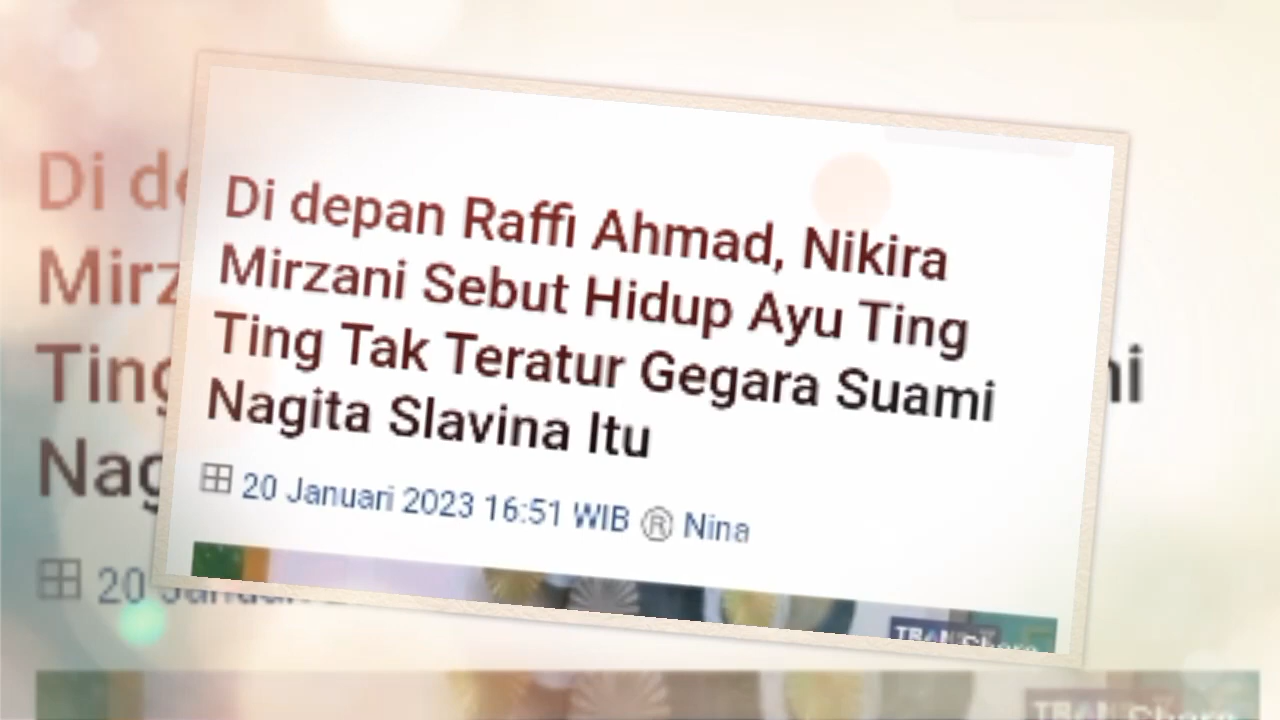 Di depan Raffi Ahmad, Nikira
Mirzani Sebut Hidup Ayu Ting
Ting Tak Teratur Gegara Suami
Nagita Slavina Itu
20 Januari 2023 16:51 WIB ® Nina